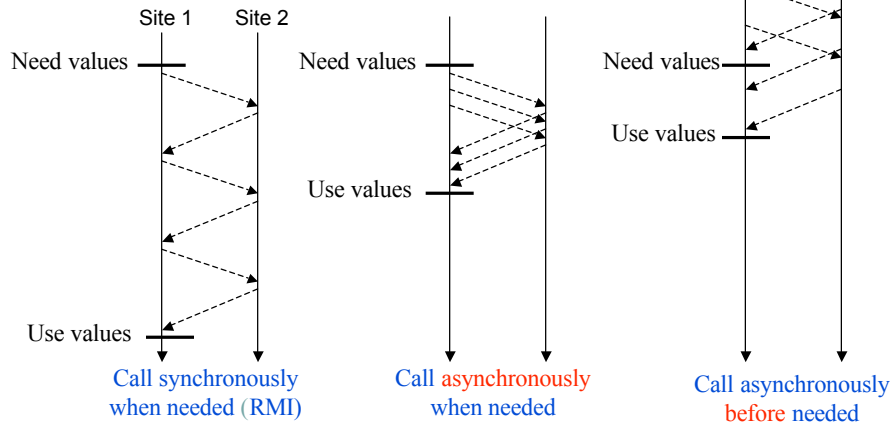 Site 1 Site 2
Need values
Use values
Call synchronously
when needed (RMI)
Need values
Use values
Call asynchronously
when needed
Need values
Use values
Call asynchronously
before needed